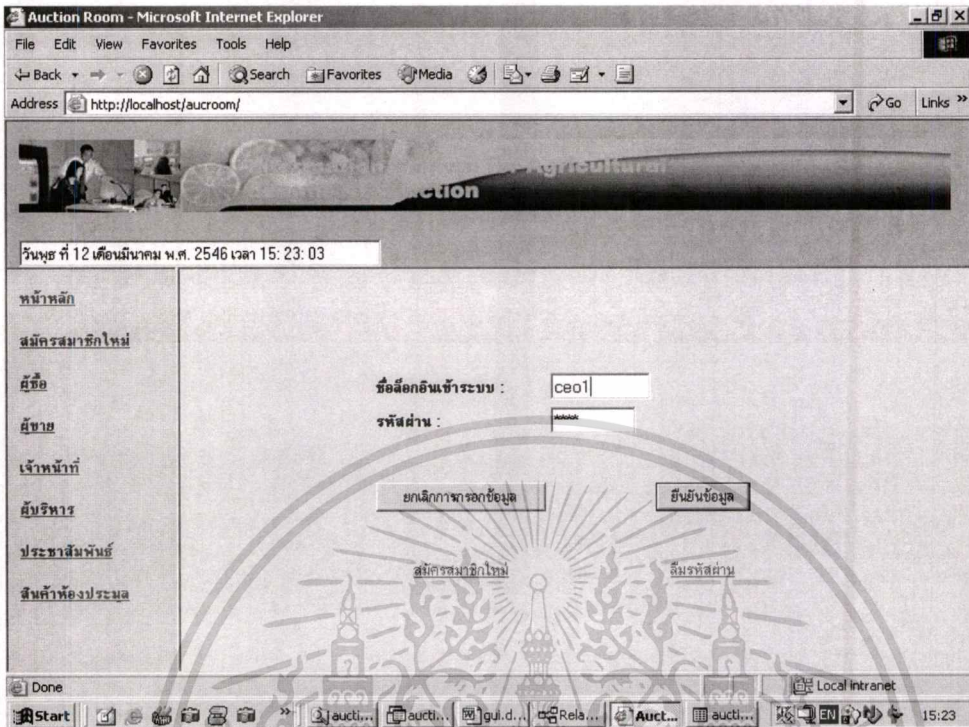 Auction Room - Microsoft Internet Explorer
File Edit View Favorites Tools Help
Back Search Favorites Media
Address http://localhost/aucroom/ Go Links »
Agricultural
ction
วันพุธ ที่ 12 เดือนมีนาคม พ.ศ. 2546 เวลา 15: 23: 03
หน้าหลัก
สมัครสมาชิกใหม่
ผู้ซื้อ
ผู้ขาย
เจ้าหน้าที่
ผู้บริหาร
ประชาสัมพันธ์
สินค้าห้องประมูล
ชื่อล็อกอินเข้าระบบ : ceo1
รหัสผ่าน : ****
ยกเลิกการกรอกข้อมูล ยืนยันข้อมูล
สมัครสมาชิกใหม่ ลืมรหัสผ่าน
Done Local intranet
Start » aucti... aucti... gui.d... Rela... Auct... aucti... EN 15:23